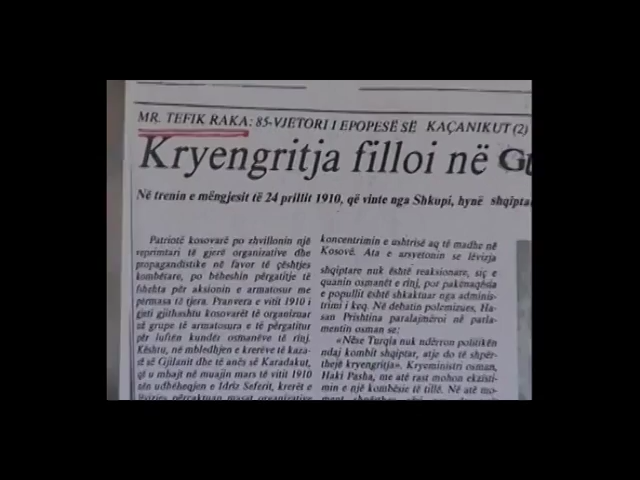 MR. TEFIK RAKA: 85-VJETORI I EPOPESË SË KAÇANIKUT (2)
Kryengritja filloi në
Në trenin e mëngjesit të 24 prillit 1910, që vinte nga Shkupi, hynë shqipta
Patriotë kosovarë po zhvillonin një
reprimtari të gjerë organizative dhe
propagandistike në favor të çështjes
kombëtare, po bëheshin përgatitje të
fshehta për aksionin e armatosur me
përmasa të tjera. Pranvera e vitit 1910 i
gjeti gjithashtu kosovarët të organizuar
në grupe të armatosura e të përgatitur
për luftën kundër osmanëve të rinj.
Kështu, në mbledhjen e krerëve të kaza-
së së Gjilanit dhe të anës së Karadakut,
që u mbajt në muajin mars të vitit 1910
nën udhëheqjen e Idriz Seferit, krerët e
përcaktuan masat organizative
koncentrimin e ushtrisë aq të madhe në
Kosovë. Ata e arsyetonin se lëvizja
shqiptare nuk është reaksionare, siç e
quanin osmanët e rinj, por pakënaqësia
e popullit është shkaktuar nga adminis-
trimi i keq. Në debatin polemizues, Ha-
san Prishtina paralajmëroi në parla-
mentin osman se:
«Nëse Turqia nuk ndërron politikën
ndaj kombit shqiptar, atje do të shpër-
thejë kryengritja». Kryeministri osman,
Haki Pasha, me atë rast mohon ekzisti-
min e një kombësie të tillë. Në atë mo-